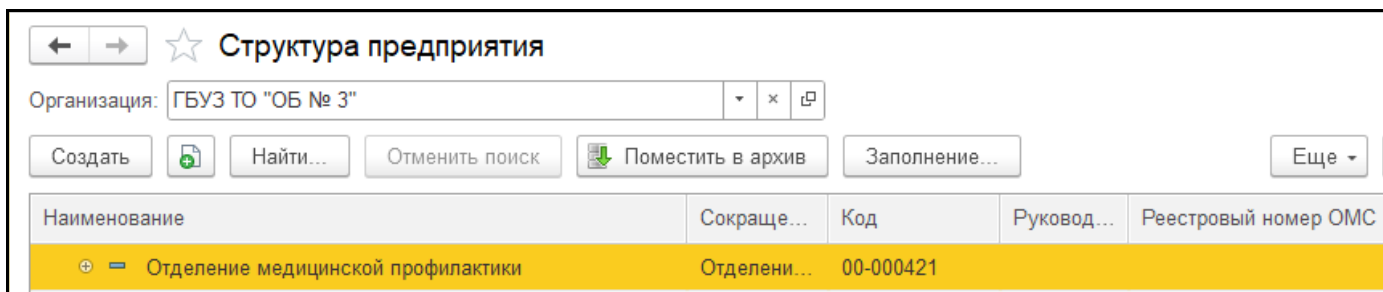 Структура предприятия
Организация: ГБУЗ ТО "ОБ № 3"
Создать Найти... Отменить поиск Поместить в архив Заполнение... Еще
Наименование Сокраще... Код Руковод... Реестровый номер ОМС
Отделение медицинской профилактики Отделени... 00-000421